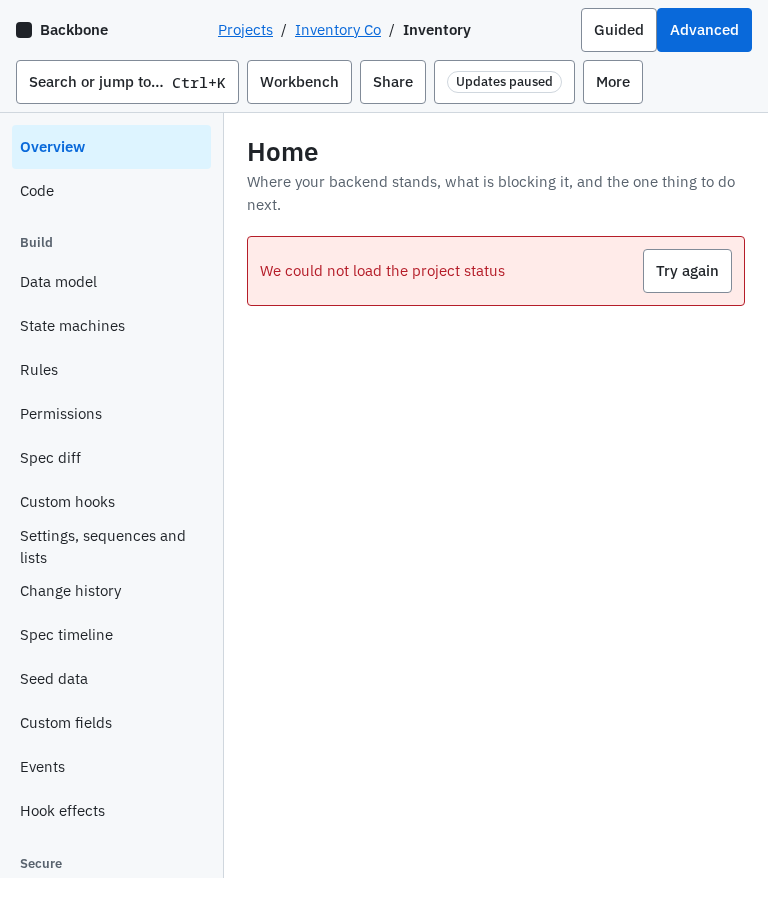 Backbone
Projects / Inventory Co / Inventory
Guided
Advanced
Search or jump to... Ctrl+K
Workbench
Share
Updates paused
More
Overview
Code
Build
Data model
State machines
Rules
Permissions
Spec diff
Custom hooks
Settings, sequences and
lists
Change history
Spec timeline
Seed data
Custom fields
Events
Hook effects
Secure
Home
Where your backend stands, what is blocking it, and the one thing to do
next.
We could not load the project status
Try again